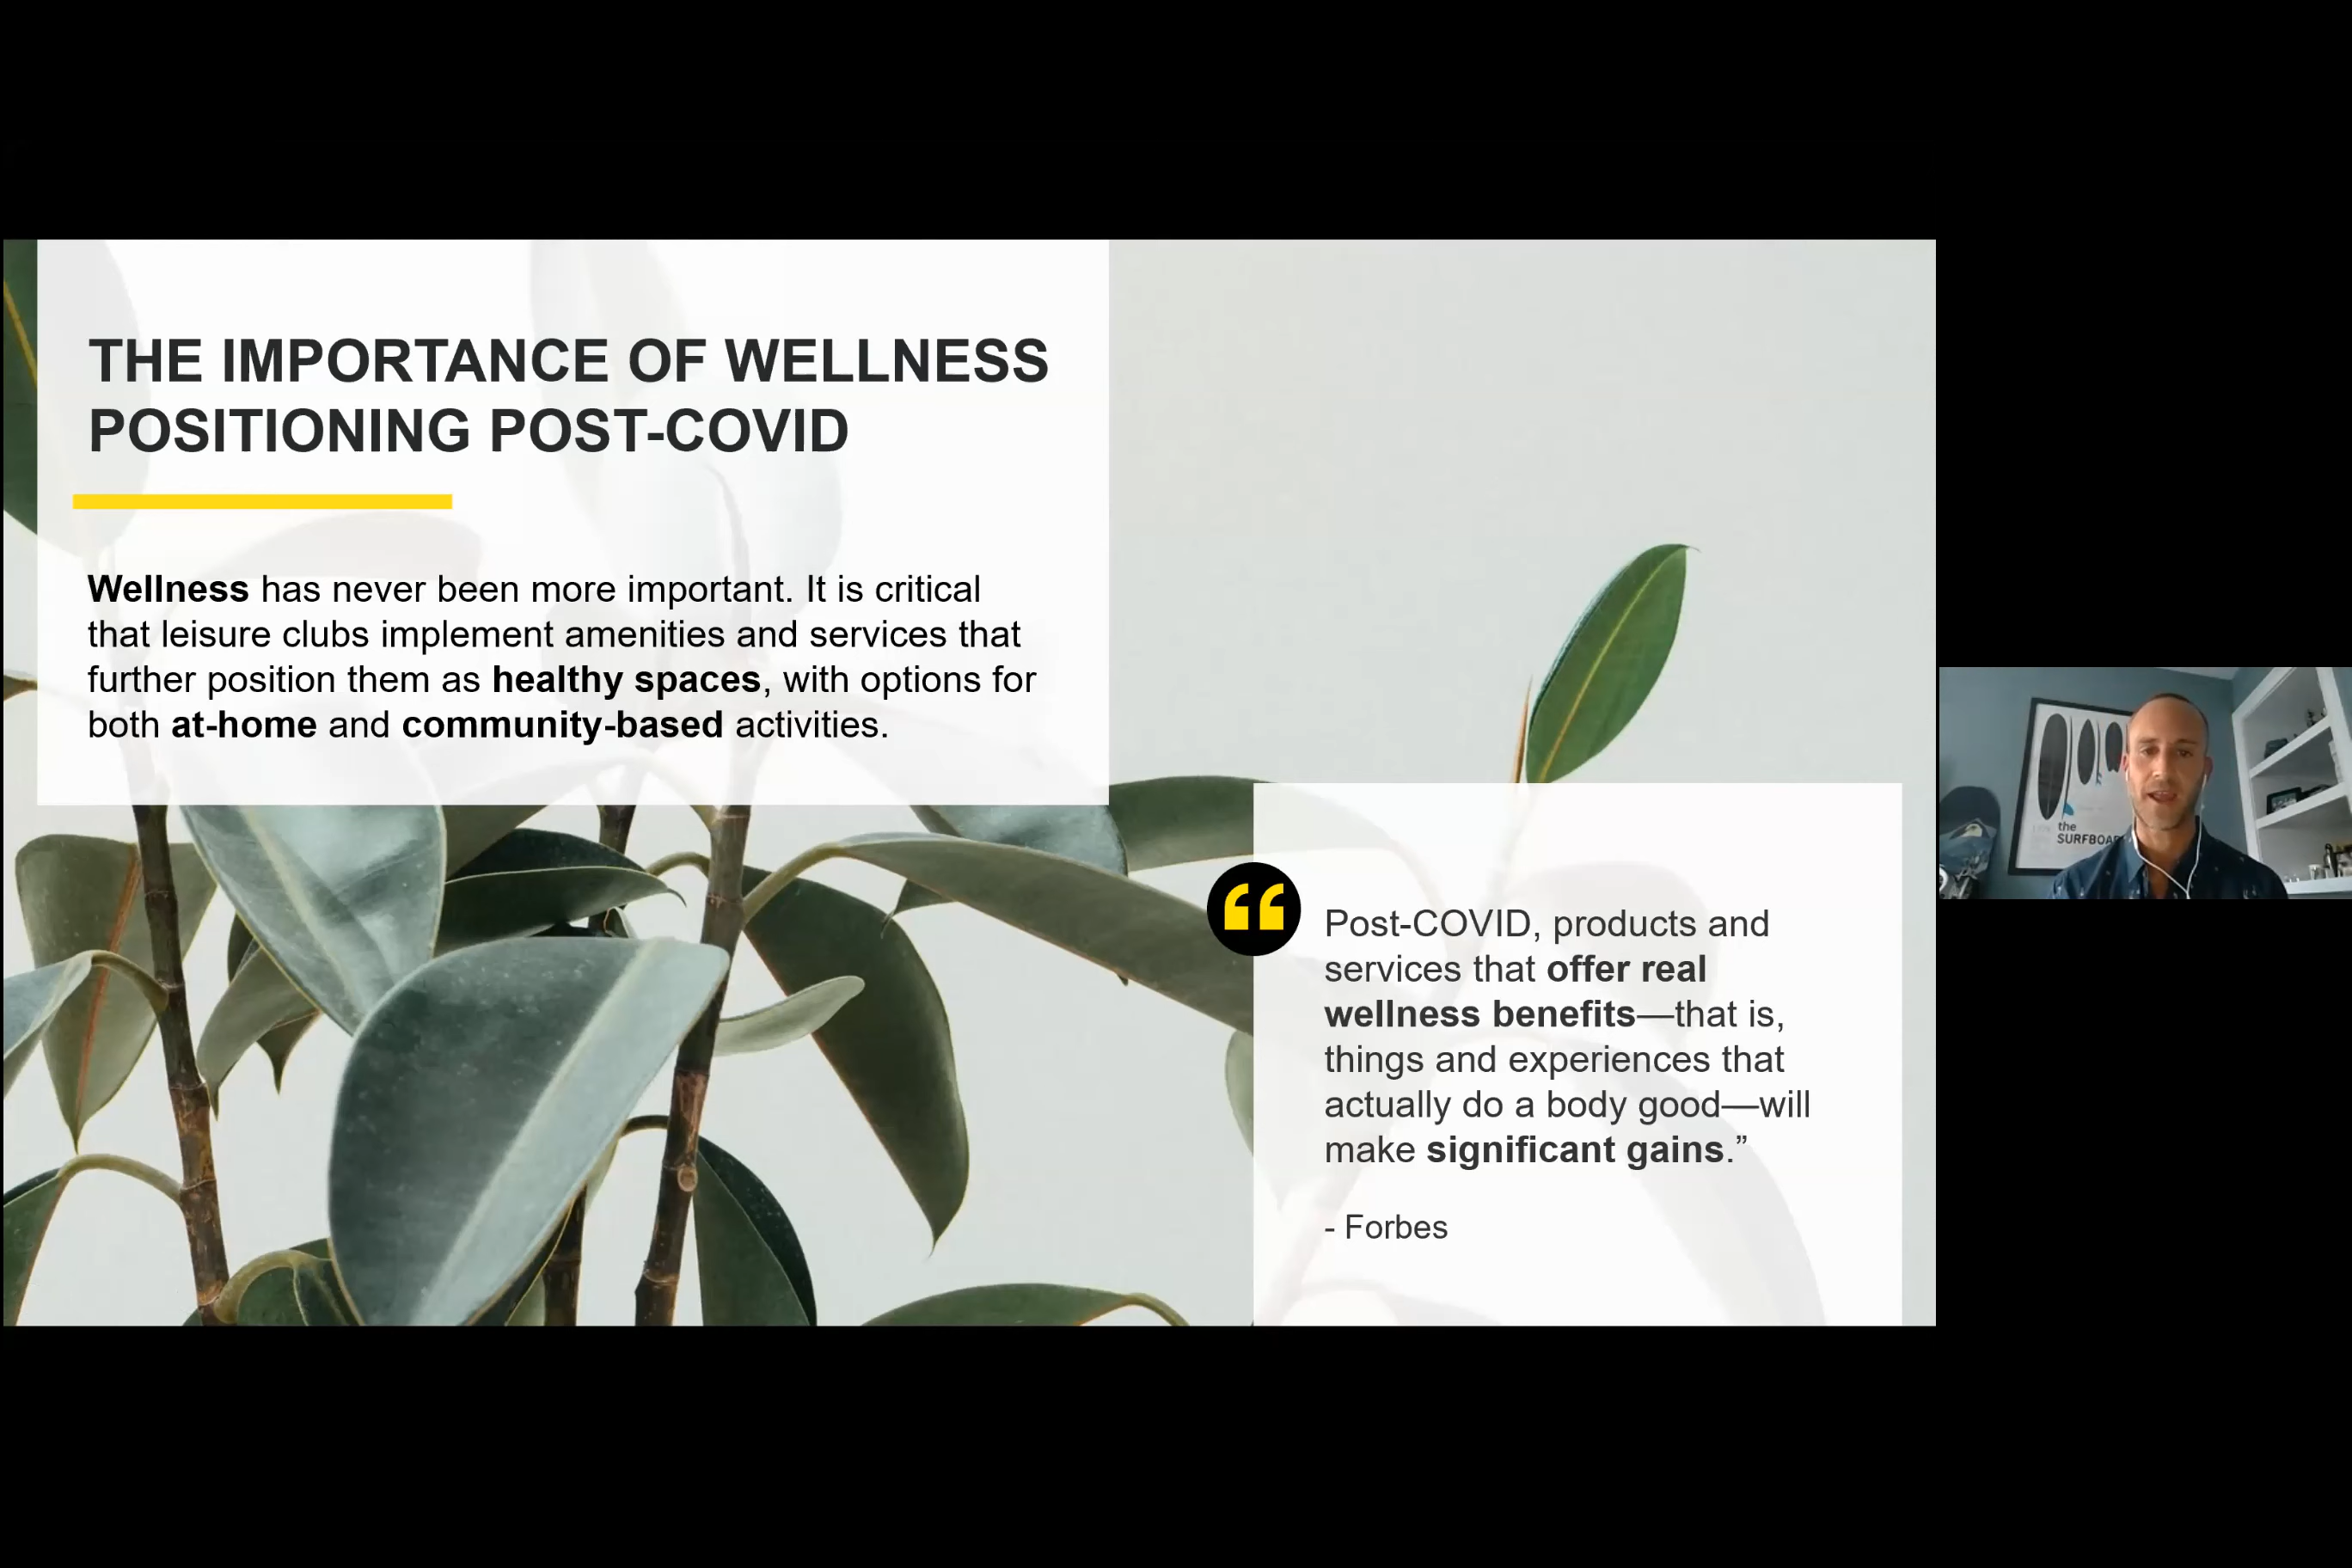 THE IMPORTANCE OF WELLNESS
POSITIONING POST-COVID
Wellness has never been more important. It is critical
that leisure clubs implement amenities and services that
further position them as healthy spaces, with options for
both at-home and community-based activities.
“
Post-COVID, products and
services that offer real
wellness benefits—that is,
things and experiences that
actually do a body good—will
make significant gains.”
- Forbes
the